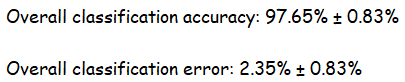 Overall classification accuracy: 97.65% ± 0.83%
Overall classification error: 2.35% ± 0.83%